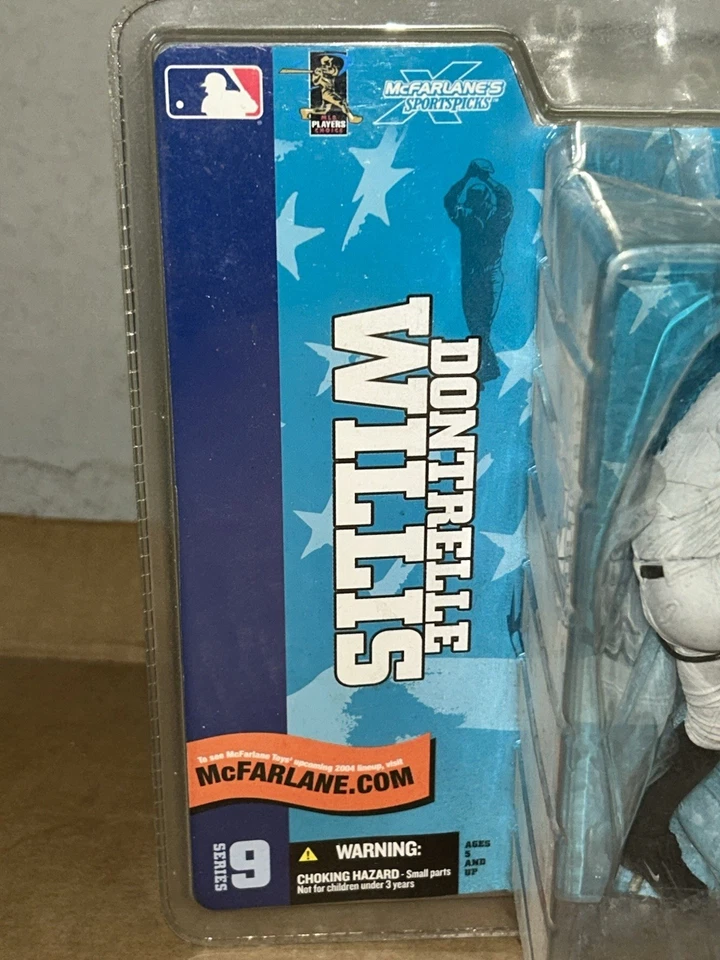 MLB
PLAYERS
CHOICE
McFARLANE'S
SPORTSPICKS™
DONTRELLE
WILLIS
To see McFarlane Toys' upcoming 2004 lineup, visit
McFARLANE.COM
SERIES 9
WARNING:
CHOKING HAZARD - Small parts
Not for children under 3 years
AGES
5
AND
UP